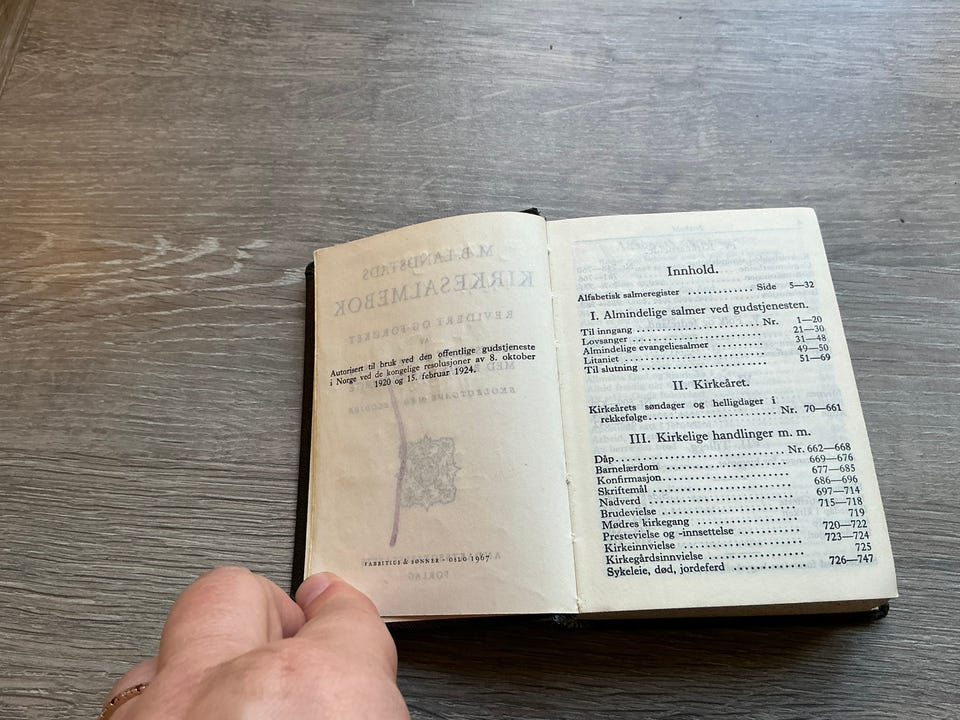 Autorisert til bruk ved den offentlige gudstjeneste
i Norge ved de kongelige resolusjoner av 8. oktober
1920 og 15. februar 1924.
FABRITIUS & SØNNER - OSLO 1967
M. B. LANDSTADS
KIRKESALMEBOK
REVIDERT OG FORØKET
AV
SKOLEUTGAVE MED
FORLAG
Innhold.
Alfabetisk salmeregister ............ Side 5—32
I. Almindelige salmer ved gudstjenesten.
Til inngang ........................ Nr. 1—20
Lovsanger ........................ 21—30
Almindelige evangeliesalmer ............ 31—48
Litaniet ........................ 49—50
Til slutning ........................ 51—69
II. Kirkeåret.
Kirkeårets søndager og helligdager i
rekkefølge ........................ Nr. 70—661
III. Kirkelige handlinger m. m.
Dåp ........................ Nr. 662—668
Barnelærdom ........................ 669—676
Konfirmasjon ........................ 677—685
Skriftemål ........................ 686—696
Nadverd ........................ 697—714
Brudevielse ........................ 715—718
Mødres kirkegang ........................ 719
Prestevielse og -innsettelse ............ 720—722
Kirkeinnvielse ........................ 723—724
Kirkegårdsinnvielse ........................ 725
Sykeleie, død, jordeferd ............ 726—747